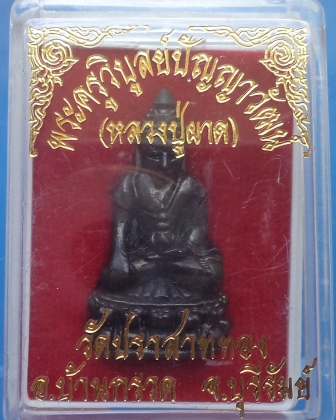 พระครูวิบูลย์ปัญญาวัฒน์
(หลวงปู่ผาด)
วัดปราสาททอง
อ.บ้านกรวด จ.บุรีรัมย์